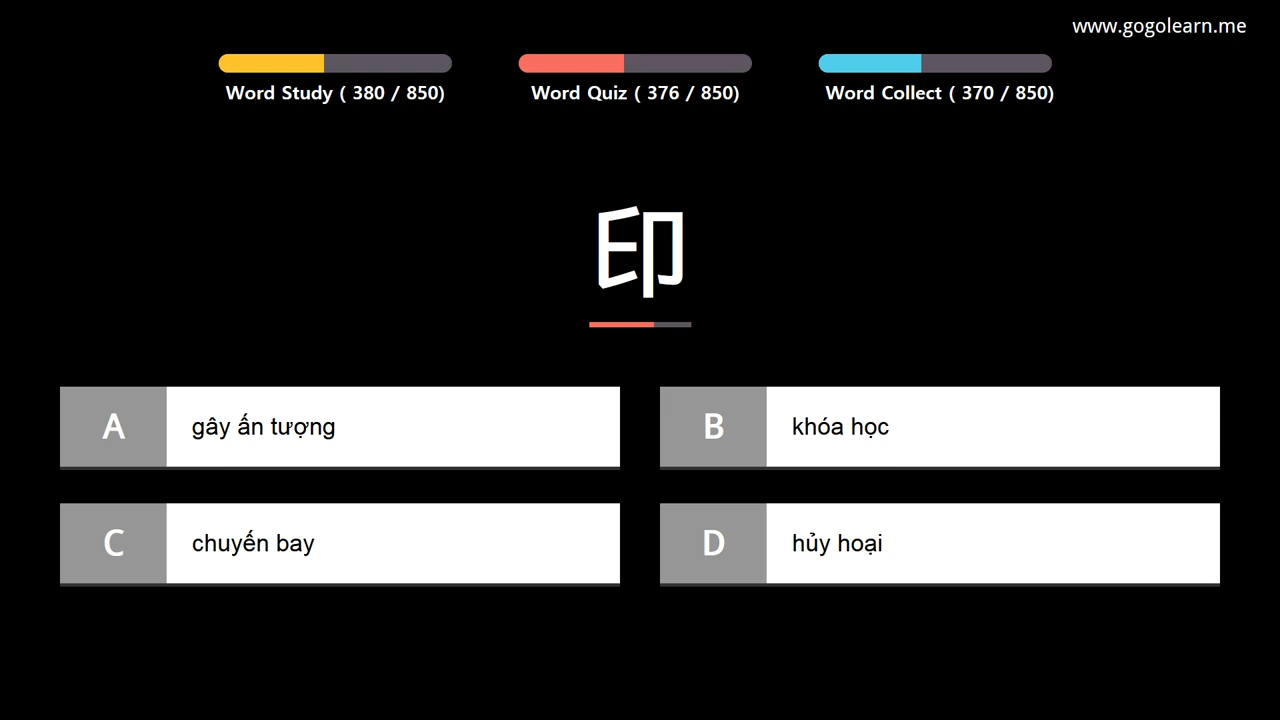 www.gogolearn.me
Word Study ( 380 / 850)
Word Quiz ( 376 / 850)
Word Collect ( 370 / 850)
印
A
gây ấn tượng
B
khóa học
C
chuyến bay
D
hủy hoại